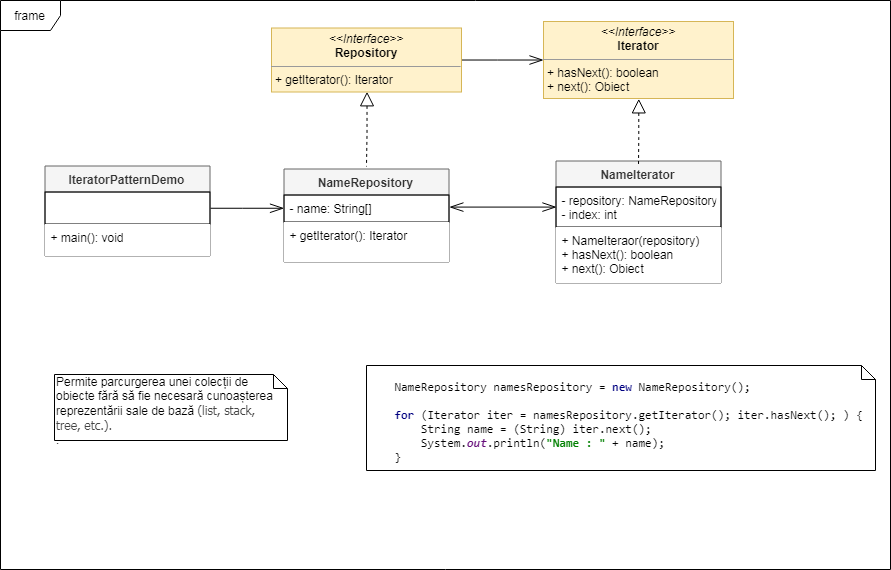 frame
<<Interface>>
Repository
+ getIterator(): Iterator
<<Interface>>
Iterator
+ hasNext(): boolean
+ next(): Obiect
IteratorPatternDemo
+ main(): void
NameRepository
- name: String[]
+ getIterator(): Iterator
NameIterator
- repository: NameRepository
- index: int
+ NameIteraor(repository)
+ hasNext(): boolean
+ next(): Obiect
Permite parcurgerea unei colecții de
obiecte fără să fie necesară cunoașterea
reprezentării sale de bază (list, stack,
tree, etc.).
.
NameRepository namesRepository = new NameRepository();
for (Iterator iter = namesRepository.getIterator(); iter.hasNext(); ) {
String name = (String) iter.next();
System.out.println("Name : " + name);
}